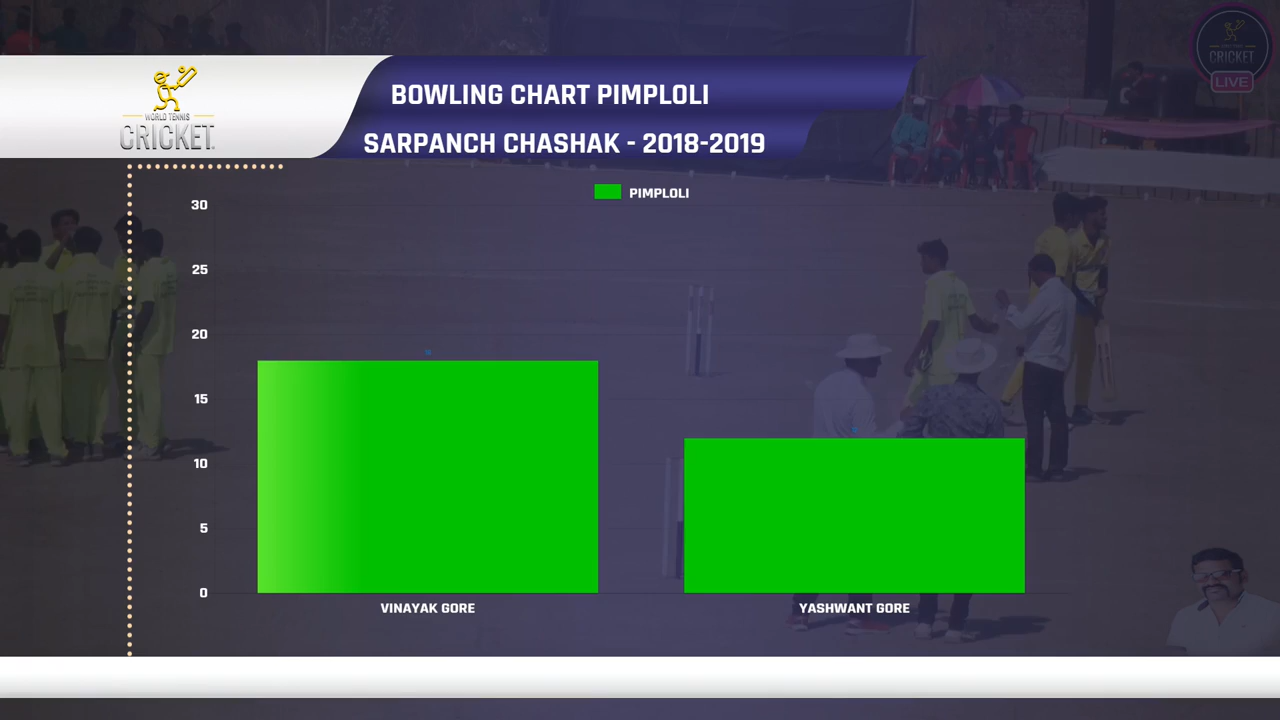 BOWLING CHART PIMPLOLI
SARPANCH CHASHAK - 2018-2019
WORLD TENNIS
CRICKET
CRICKET
LIVE
PIMPLOLI
30
25
20
15
10
5
0
VINAYAK GORE
YASHWANT GORE